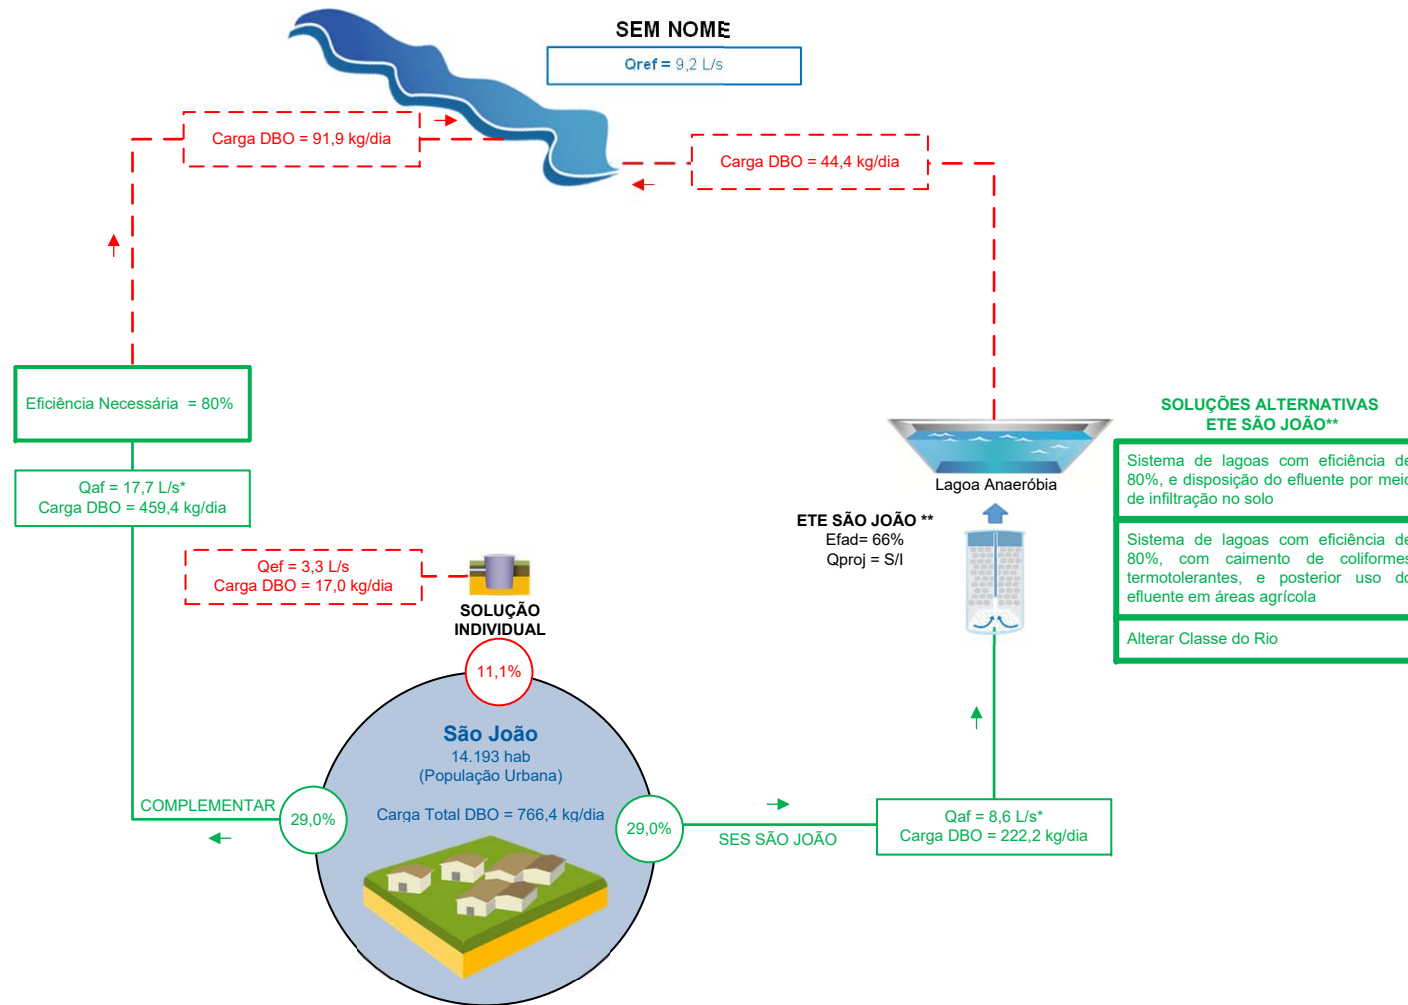 SEM NOME
Qref = 9,2 L/s
Carga DBO = 91,9 kg/dia
Carga DBO = 44,4 kg/dia
Eficiência Necessária = 80%
Qaf = 17,7 L/s*
Carga DBO = 459,4 kg/dia
Qef = 3,3 L/s
Carga DBO = 17,0 kg/dia
SOLUÇÃO
INDIVIDUAL
11,1%
São João
14.193 hab
(População Urbana)
Carga Total DBO = 766,4 kg/dia
COMPLEMENTAR
29,0%
29,0%
SES SÃO JOÃO
Qaf = 8,6 L/s*
Carga DBO = 222,2 kg/dia
Lagoa Anaeróbia
ETE SÃO JOÃO **
Efad= 66%
Qproj = S/I
SOLUÇÕES ALTERNATIVAS
ETE SÃO JOÃO**
Sistema de lagoas com eficiência de
80%, e disposição do efluente por meio
de infiltração no solo
Sistema de lagoas com eficiência de
80%, com caimento de coliformes
termotolerantes, e posterior uso do
efluente em áreas agrícola
Alterar Classe do Rio